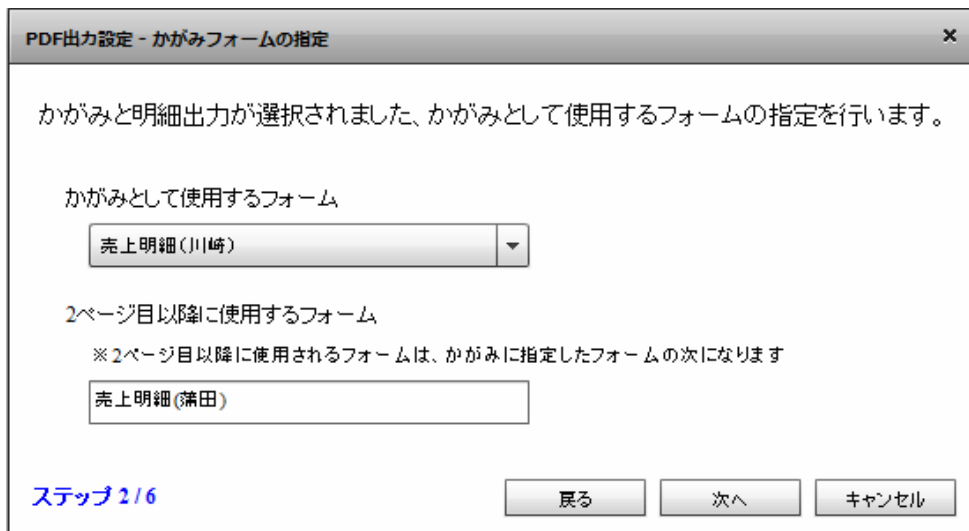 PDF出力設定 - かがみフォームの指定
×
かがみと明細出力が選択されました、かがみとして使用するフォームの指定を行います。
かがみとして使用するフォーム
売上明細(川崎)
2ページ目以降に使用するフォーム
※2ページ目以降に使用されるフォームは、かがみに指定したフォームの次になります
売上明細(蒲田)
ステップ 2 / 6
戻る
次へ
キャンセル